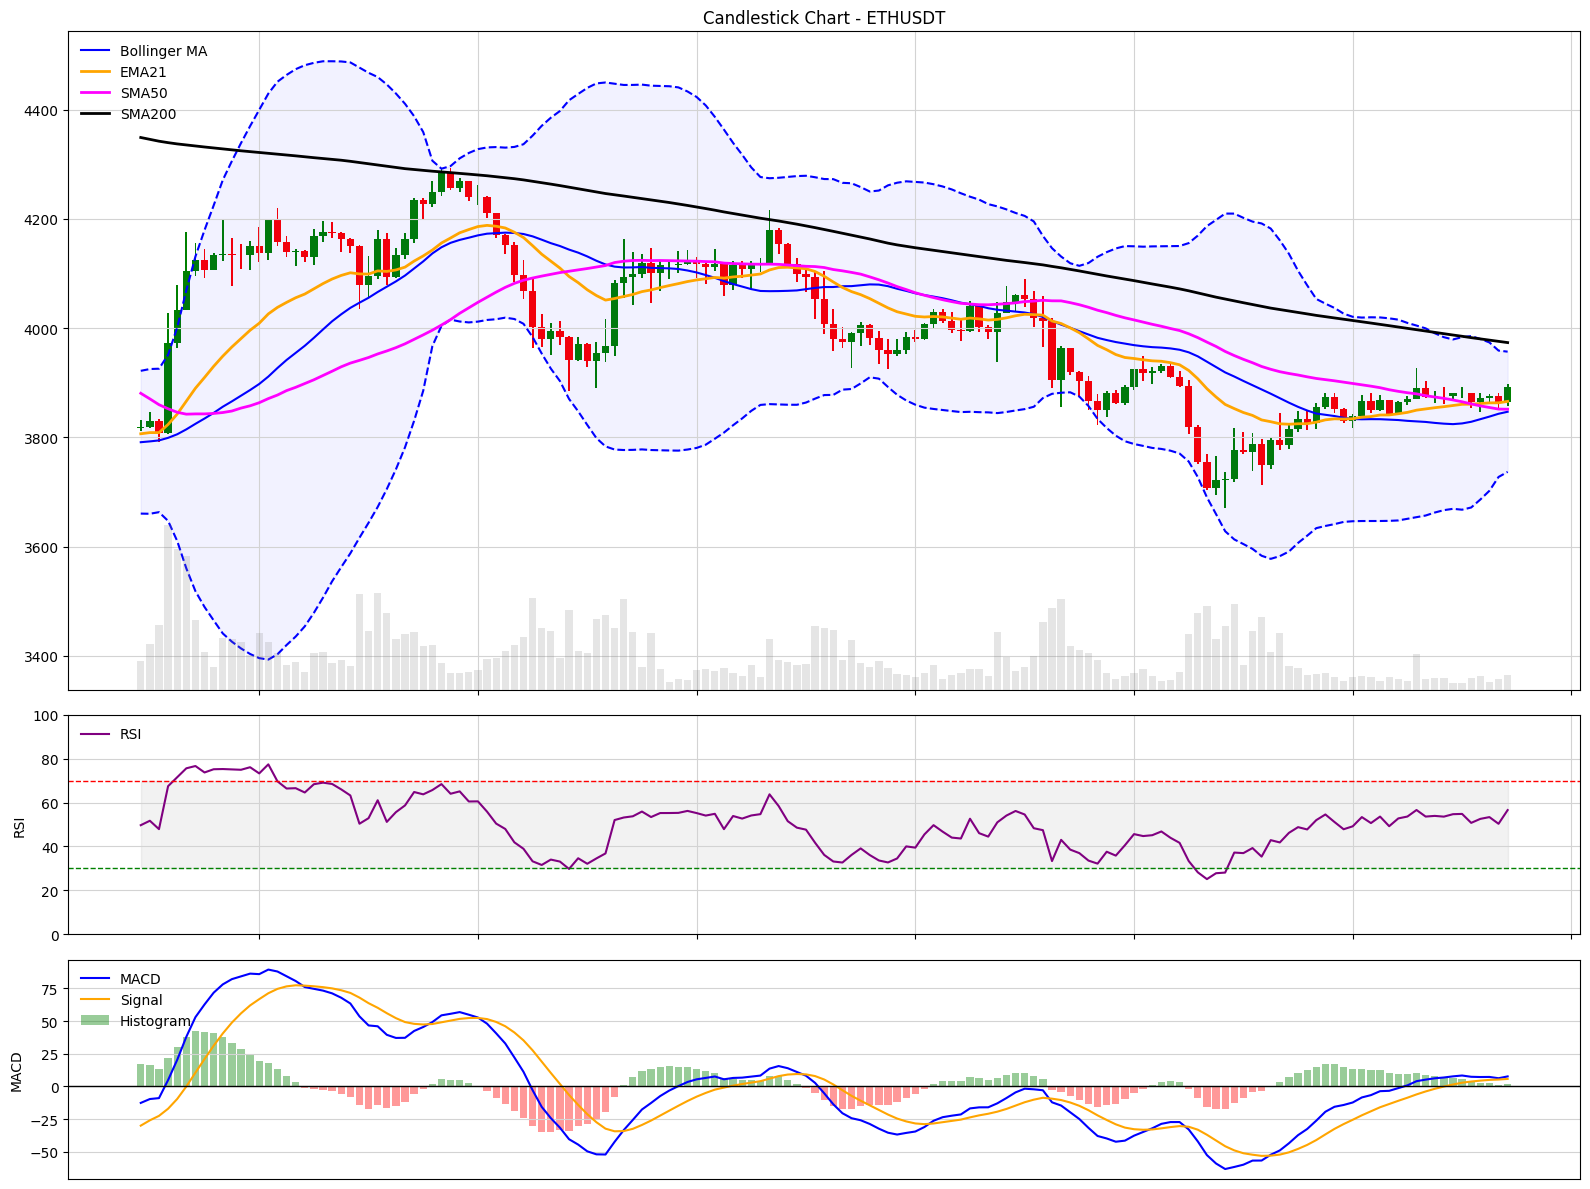 Candlestick Chart - ETHUSDT
Bollinger MA
EMA21
SMA50
SMA200
4400
4200
4000
3800
3600
3400
100
80
60
40
20
0
RSI
RSI
75
50
25
0
−25
−50
MACD
MACD
Signal
Histogram